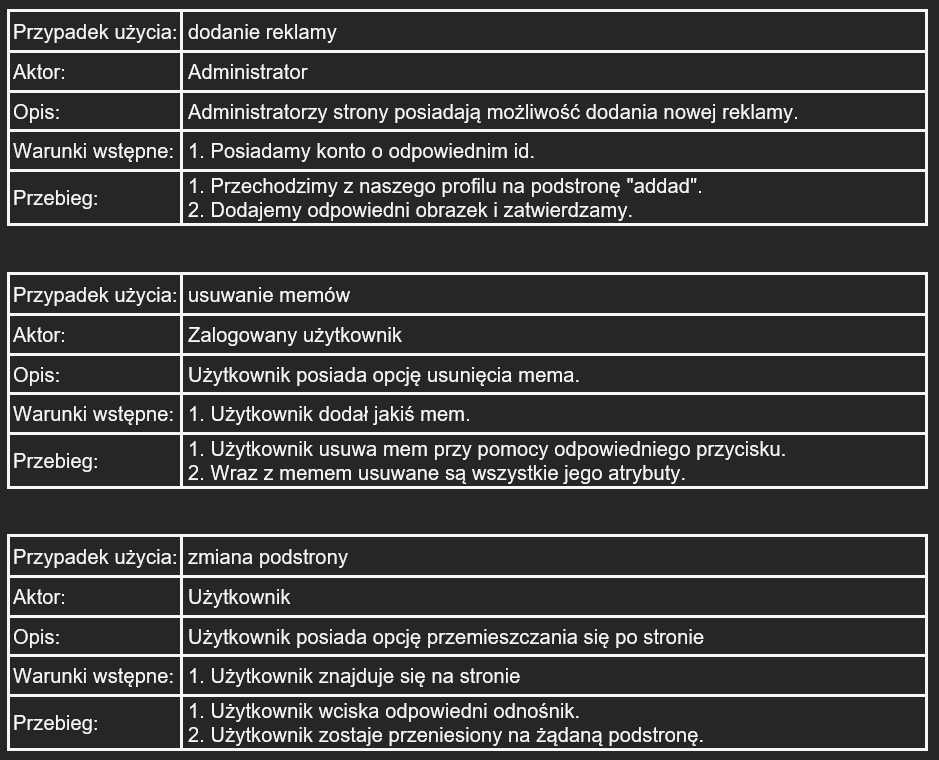 Przypadek użycia: dodanie reklamy
Aktor: Administrator
Opis: Administratorzy strony posiadają możliwość dodania nowej reklamy.
Warunki wstępne: 1. Posiadamy konto o odpowiednim id.
Przebieg: 1. Przechodzimy z naszego profilu na podstronę "addad".
2. Dodajemy odpowiedni obrazek i zatwierdzamy.
Przypadek użycia: usuwanie memów
Aktor: Zalogowany użytkownik
Opis: Użytkownik posiada opcję usunięcia mema.
Warunki wstępne: 1. Użytkownik dodał jakiś mem.
Przebieg: 1. Użytkownik usuwa mem przy pomocy odpowiedniego przycisku.
2. Wraz z memem usuwane są wszystkie jego atrybuty.
Przypadek użycia: zmiana podstrony
Aktor: Użytkownik
Opis: Użytkownik posiada opcję przemieszczania się po stronie
Warunki wstępne: 1. Użytkownik znajduje się na stronie
Przebieg: 1. Użytkownik wciska odpowiedni odnośnik.
2. Użytkownik zostaje przeniesiony na żądaną podstronę.